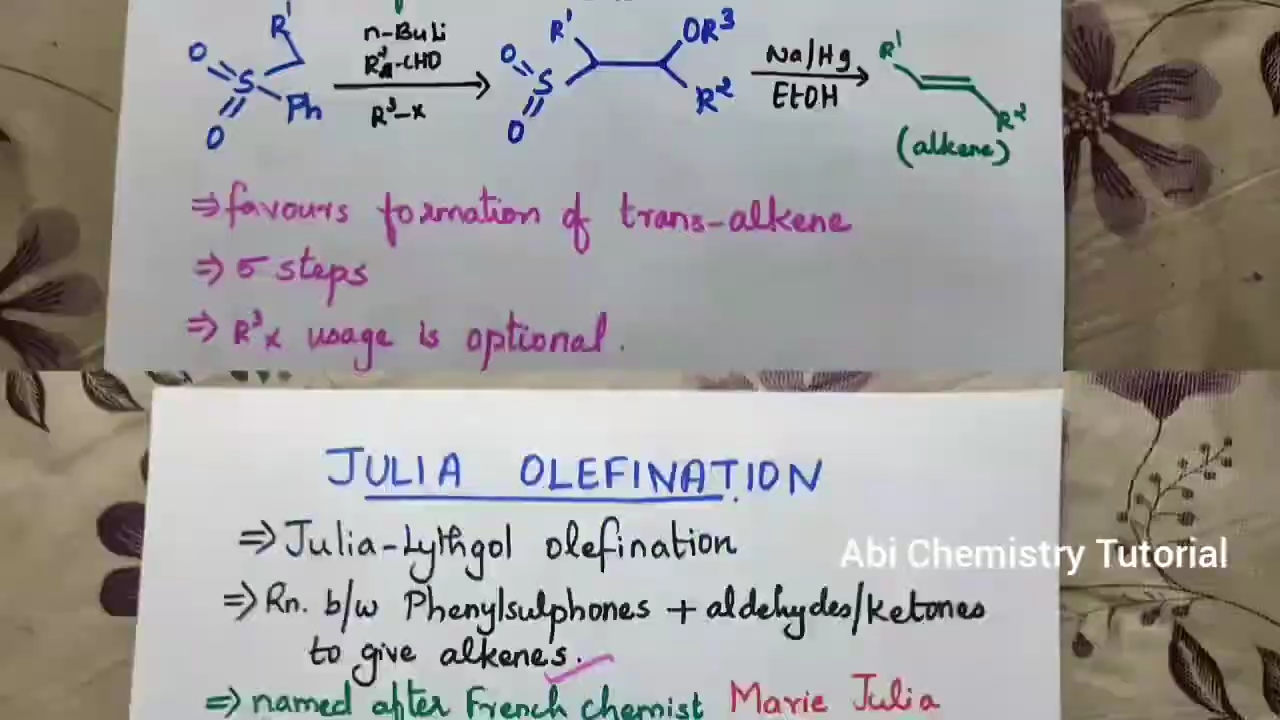 R' n-BuLi R' OR³ Na/Hg R'
O S Ph R²-CHO O S R² EtOH R²
O R³-x O (alkene)
⇒ favours formation of trans-alkene
⇒ 5 steps
⇒ R³x usage is optional.
JULIA OLEFINATION
⇒ Julia-Lythgol olefination
⇒ Rn. b/w Phenylsulphones + aldehydes/ketones
to give alkenes.
⇒ named after French chemist Marie Julia
Abi Chemistry Tutorial